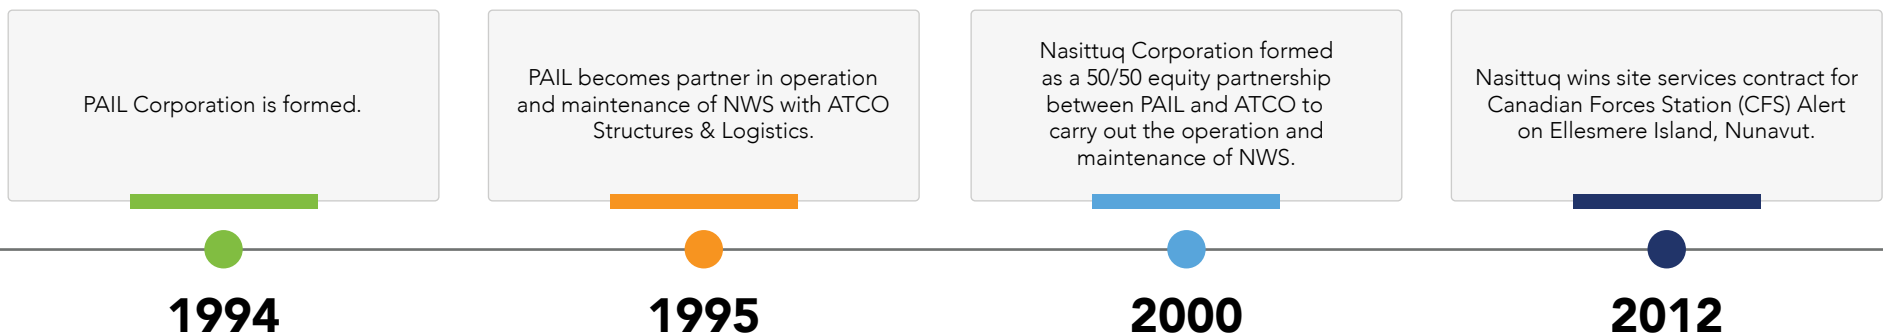 PAIL Corporation is formed.
PAIL becomes partner in operation
and maintenance of NWS with ATCO
Structures & Logistics.
Nasittuq Corporation formed
as a 50/50 equity partnership
between PAIL and ATCO to
carry out the operation and
maintenance of NWS.
Nasittuq wins site services contract for
Canadian Forces Station (CFS) Alert
on Ellesmere Island, Nunavut.
1994
1995
2000
2012